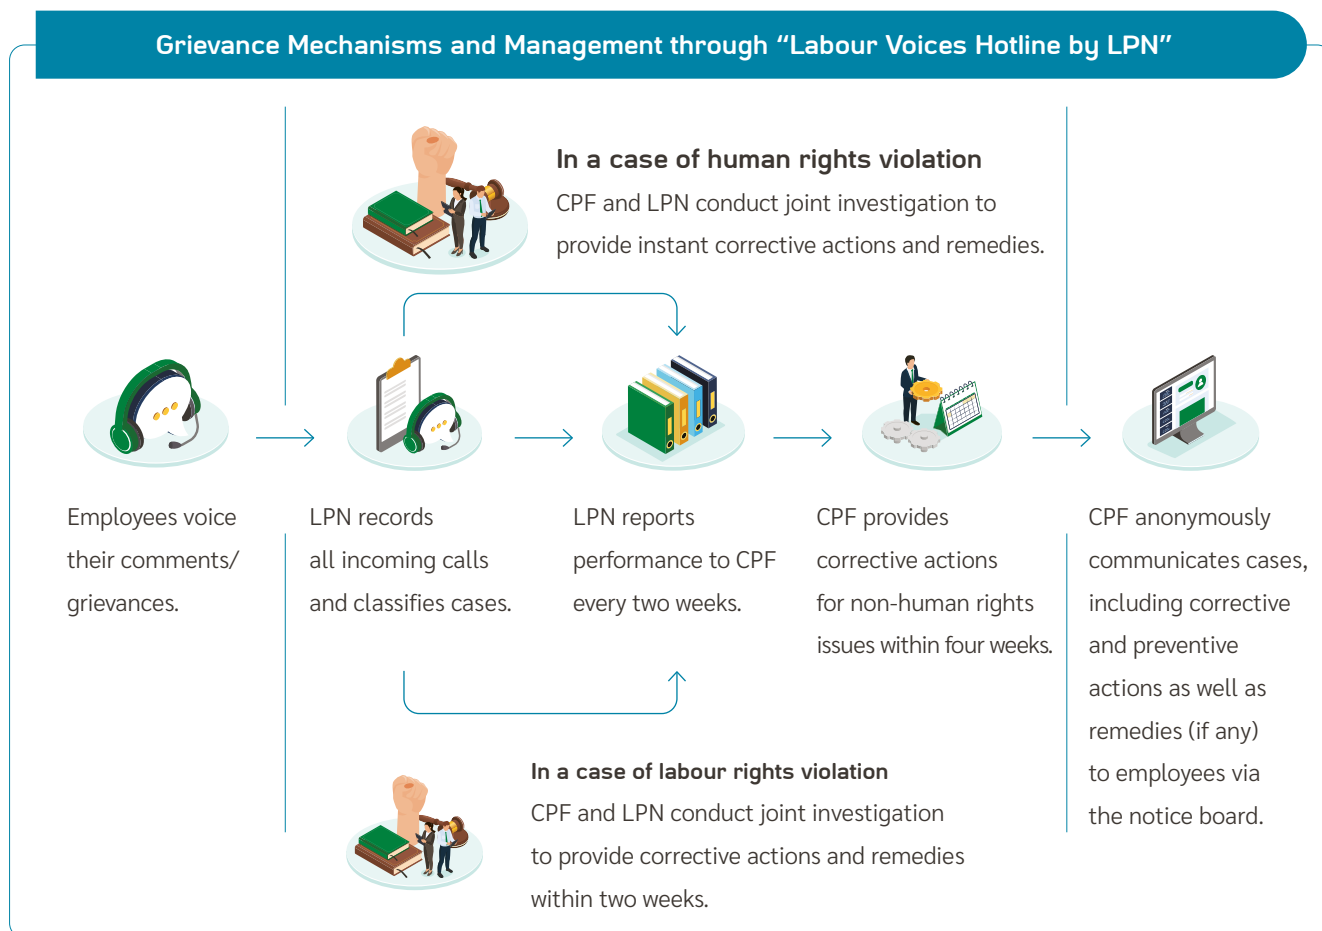 Grievance Mechanisms and Management through “Labour Voices Hotline by LPN”
In a case of human rights violation
CPF and LPN conduct joint investigation to
provide instant corrective actions and remedies.
Employees voice
their comments/
grievances.
LPN records
all incoming calls
and classifies cases.
LPN reports
performance to CPF
every two weeks.
CPF provides
corrective actions
for non-human rights
issues within four weeks.
CPF anonymously
communicates cases,
including corrective
and preventive
actions as well as
remedies (if any)
to employees via
the notice board.
In a case of labour rights violation
CPF and LPN conduct joint investigation
to provide corrective actions and remedies
within two weeks.